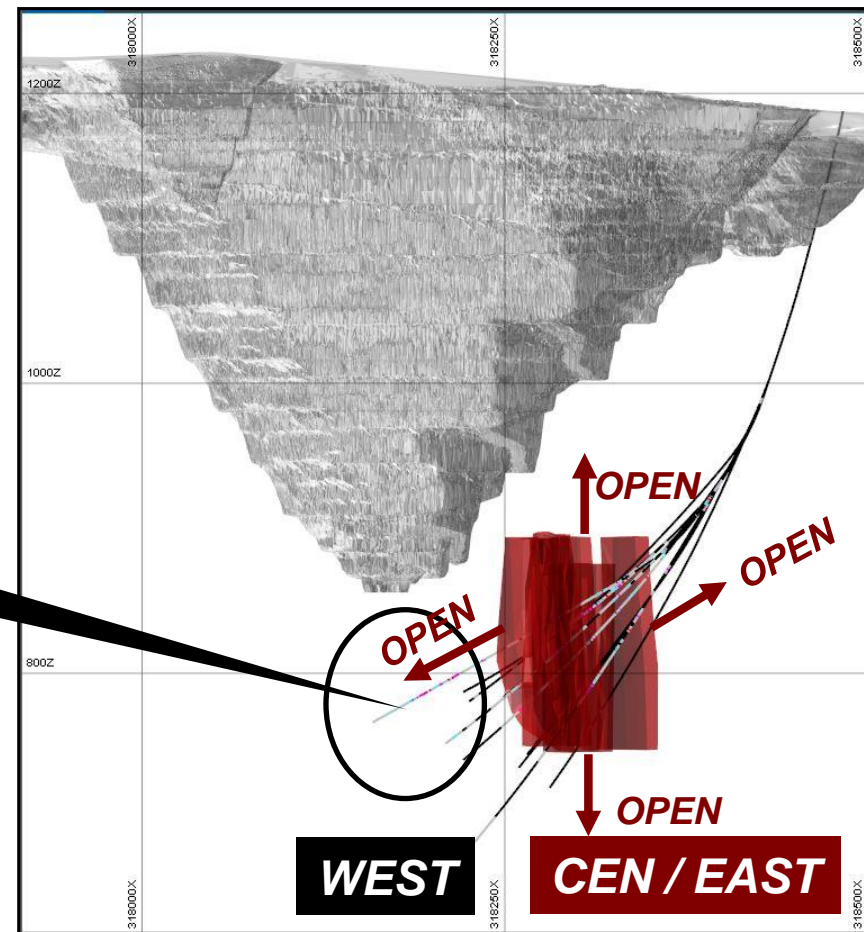 318000X
318250X
318500X
1200Z
1000Z
OPEN
OPEN
OPEN
800Z
OPEN
WEST
CEN / EAST
318000X
318250X
318500X